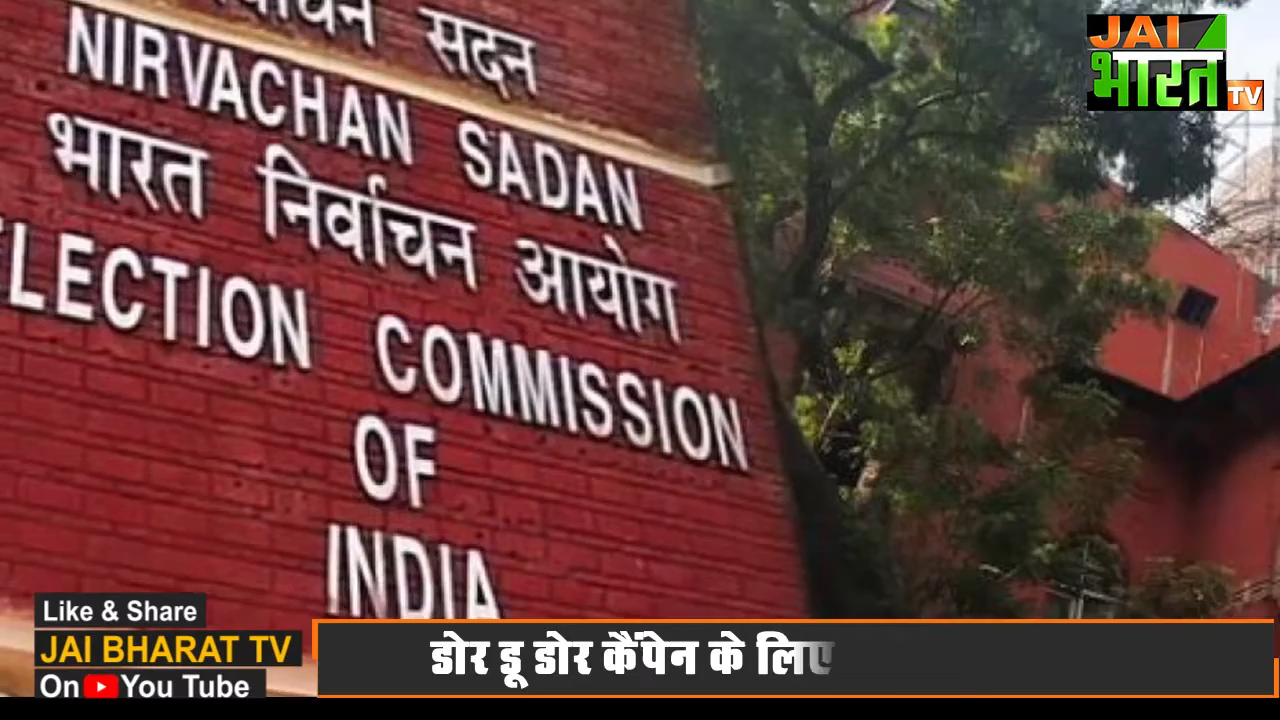 सदन
NIRVACHAN SADAN
भारत निर्वाचन आयोग
ELECTION COMMISSION
OF
INDIA
JAI
भारत
TV
Like & Share
JAI BHARAT TV
On You Tube
डोर डू डोर कैंपेन के लिए